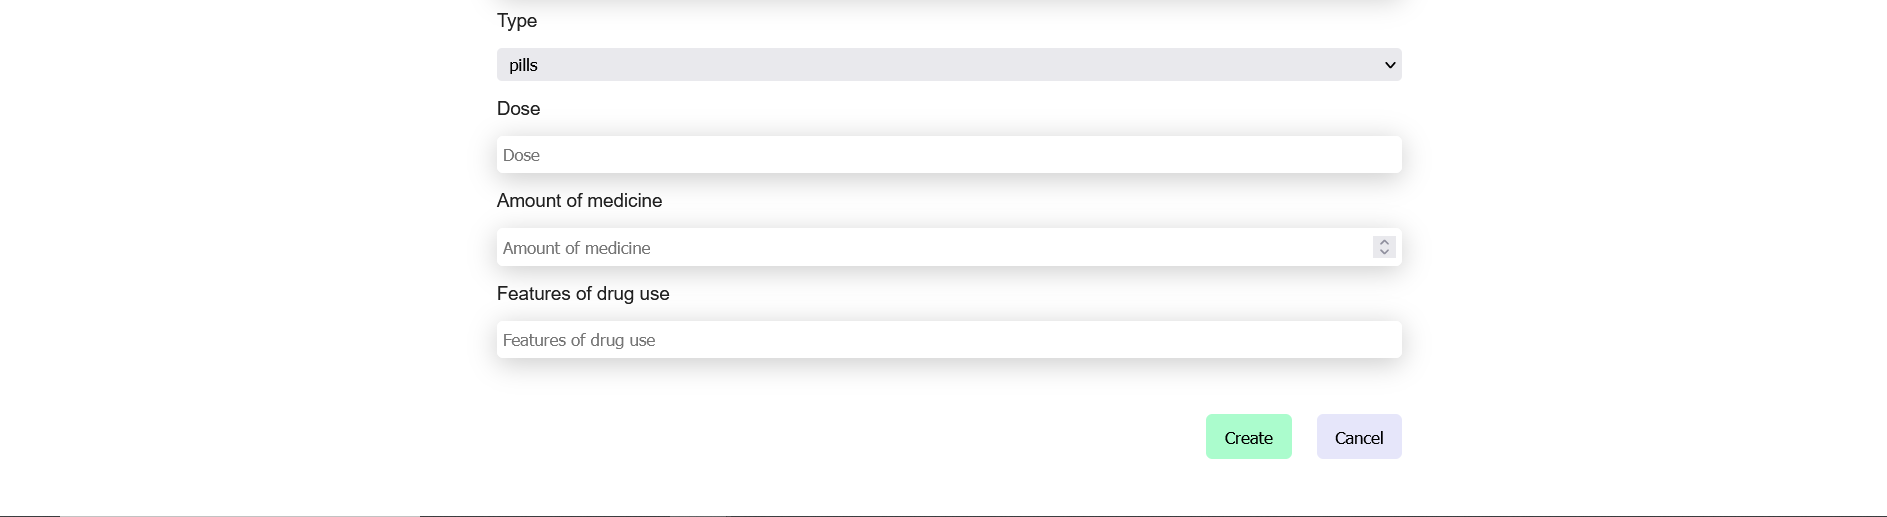 Type
pills
Dose
Dose
Amount of medicine
Amount of medicine
Features of drug use
Features of drug use
Create Cancel